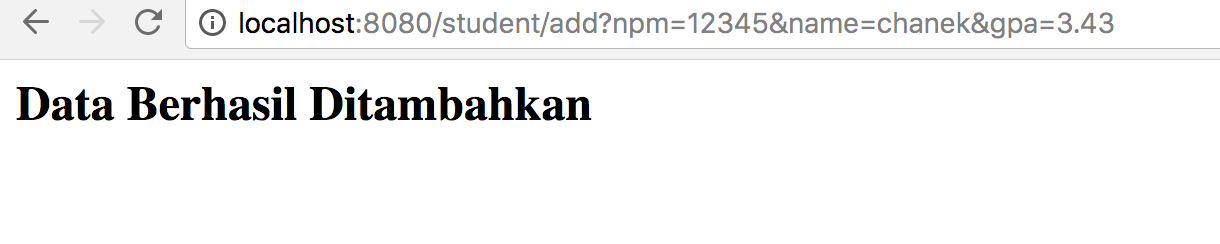 localhost:8080/student/add?npm=12345&name=chanek&gpa=3.43
Data Berhasil Ditambahkan